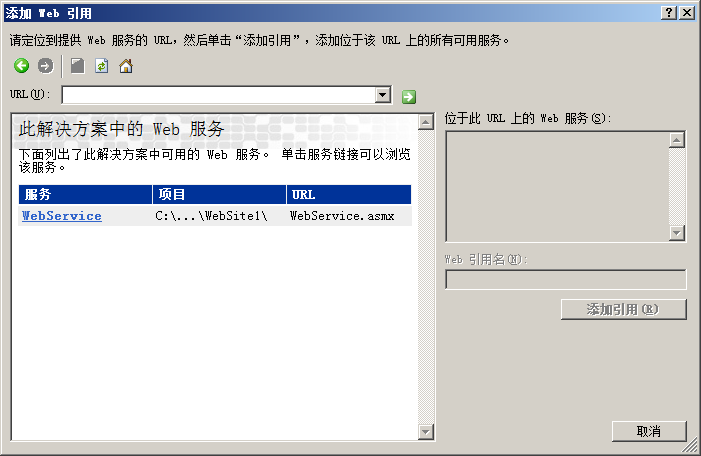 添加 Web 引用
请定位到提供 Web 服务的 URL，然后单击“添加引用”，添加位于该 URL 上的所有可用服务。
URL(U):
此解决方案中的 Web 服务
下面列出了此解决方案中可用的 Web 服务。 单击服务链接可以浏览
该服务。
服务 项目 URL
WebService C:\...\WebSite1\ WebService.asmx
位于此 URL 上的 Web 服务(S):
Web 引用名(N):
添加引用(R)
取消